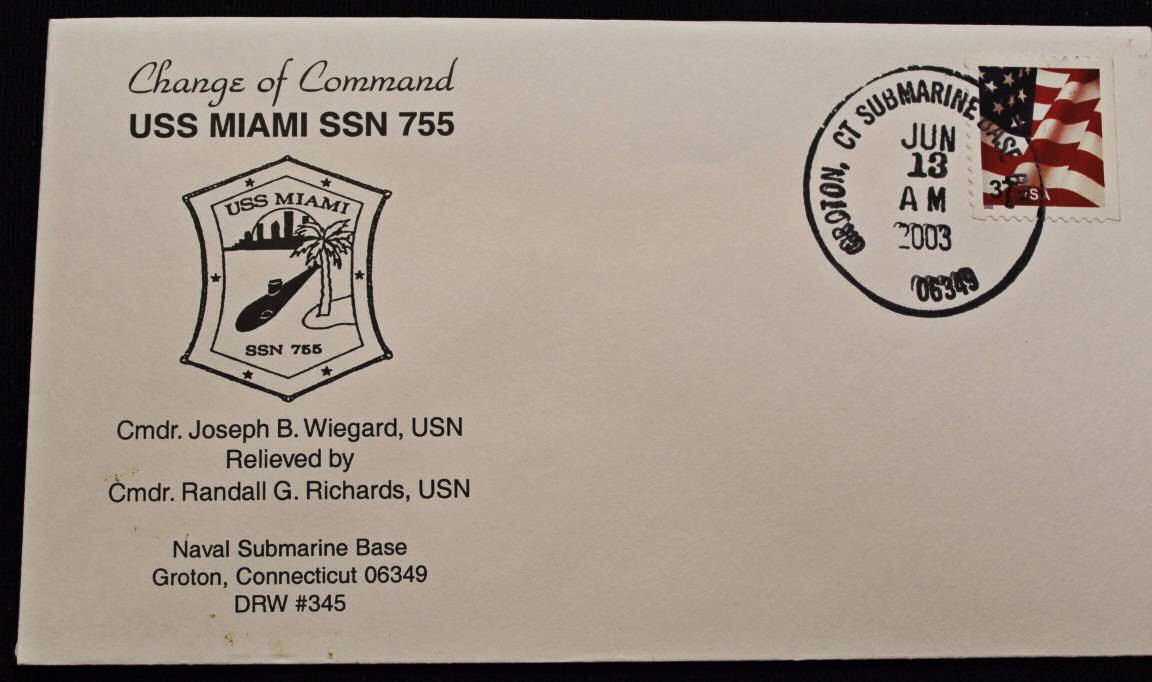 Change of Command
USS MIAMI SSN 755
USS MIAMI
SSN 755
Cmdr. Joseph B. Wiegard, USN
Relieved by
Cmdr. Randall G. Richards, USN
Naval Submarine Base
Groton, Connecticut 06349
DRW #345
GROTON, CT SUBMARINE BASE
JUN
13
AM
2003
06349
37 USA